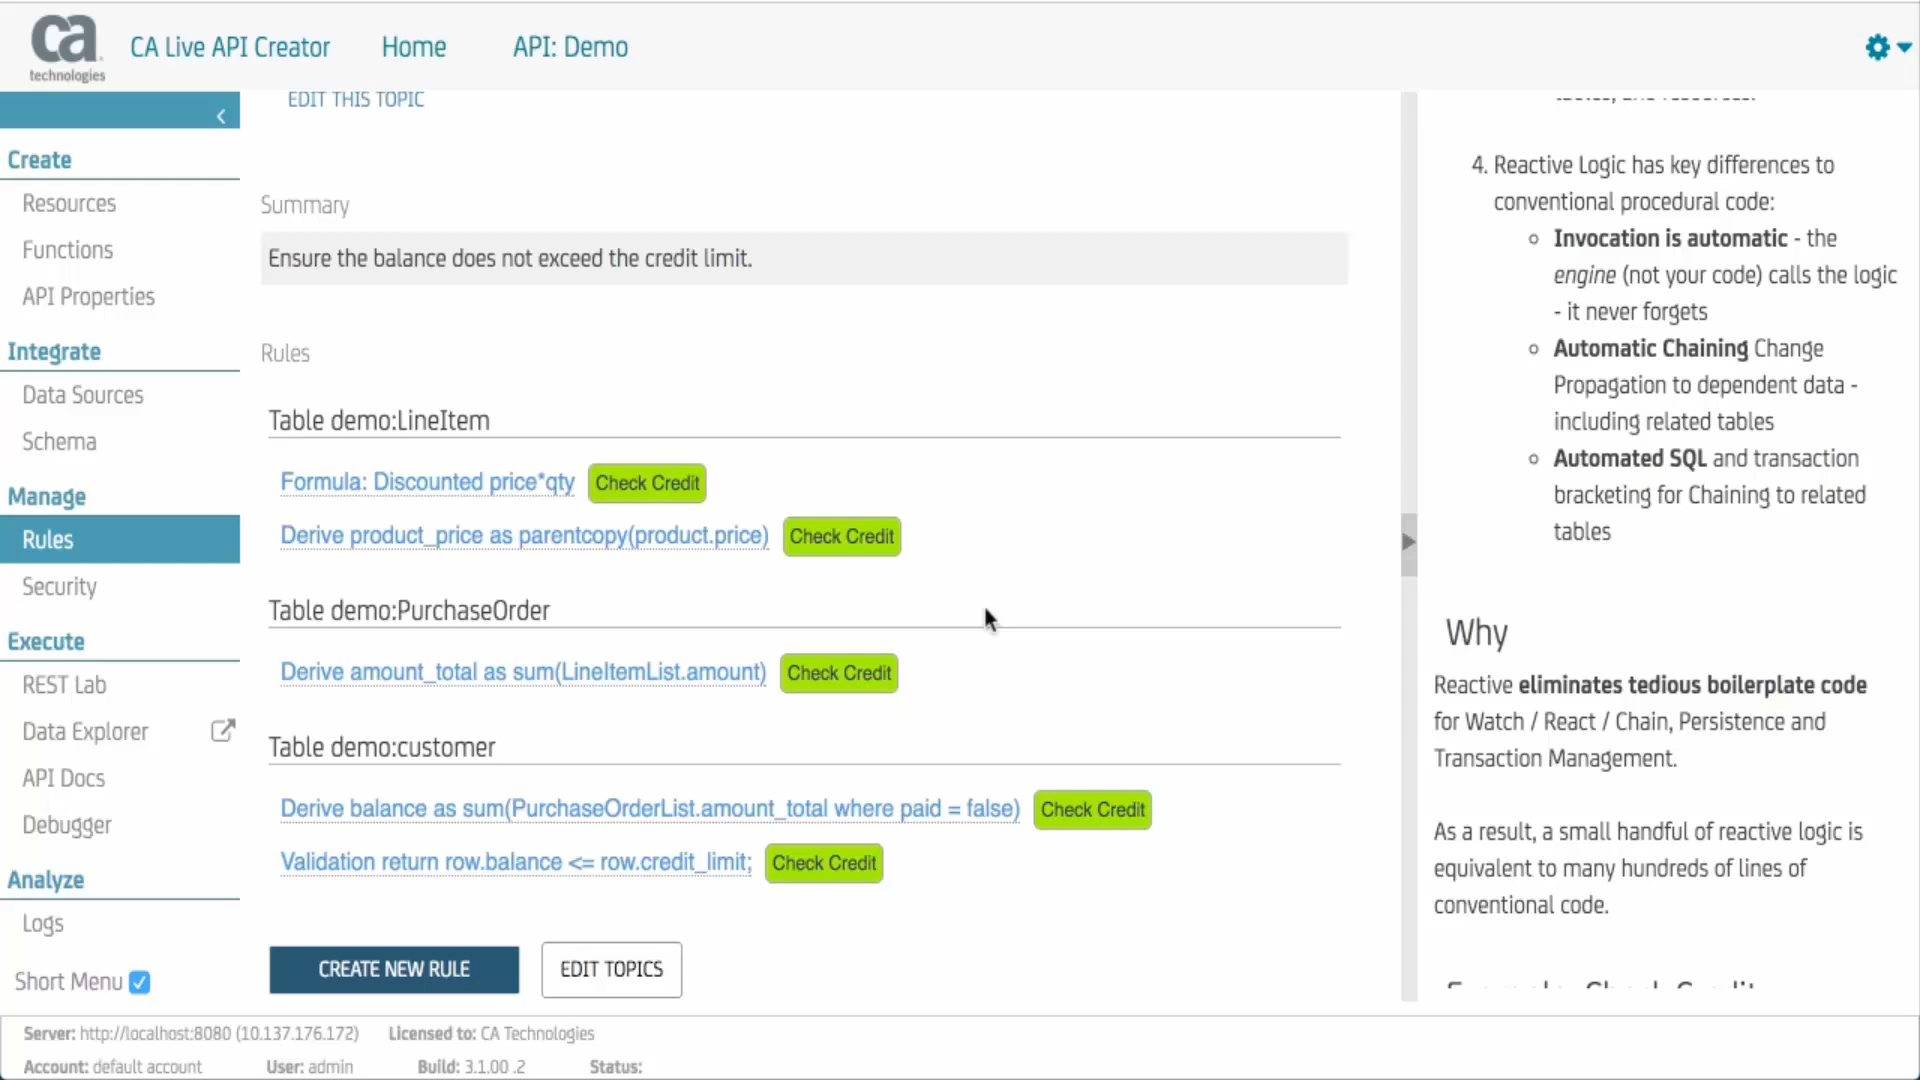 ca
technologies
CA Live API Creator
Home
API: Demo
Create
Resources
Functions
API Properties
Integrate
Data Sources
Schema
Manage
Rules
Security
Execute
REST Lab
Data Explorer
API Docs
Debugger
Analyze
Logs
Short Menu
EDIT THIS TOPIC
Summary
Ensure the balance does not exceed the credit limit.
Rules
Table demo:LineItem
Formula: Discounted price*qty Check Credit
Derive product_price as parentcopy(product.price) Check Credit
Table demo:PurchaseOrder
Derive amount_total as sum(LineItemList.amount) Check Credit
Table demo:customer
Derive balance as sum(PurchaseOrderList.amount_total where paid = false) Check Credit
Validation return row.balance <= row.credit_limit; Check Credit
CREATE NEW RULE
EDIT TOPICS
4. Reactive Logic has key differences to
conventional procedural code:
Invocation is automatic - the
engine (not your code) calls the logic
- it never forgets
Automatic Chaining Change
Propagation to dependent data -
including related tables
Automated SQL and transaction
bracketing for Chaining to related
tables
Why
Reactive eliminates tedious boilerplate code
for Watch / React / Chain, Persistence and
Transaction Management.
As a result, a small handful of reactive logic is
equivalent to many hundreds of lines of
conventional code.
Server: http://localhost:8080 (10.137.176.172) Licensed to: CA Technologies
Account: default account User: admin Build: 3.1.00 .2 Status: